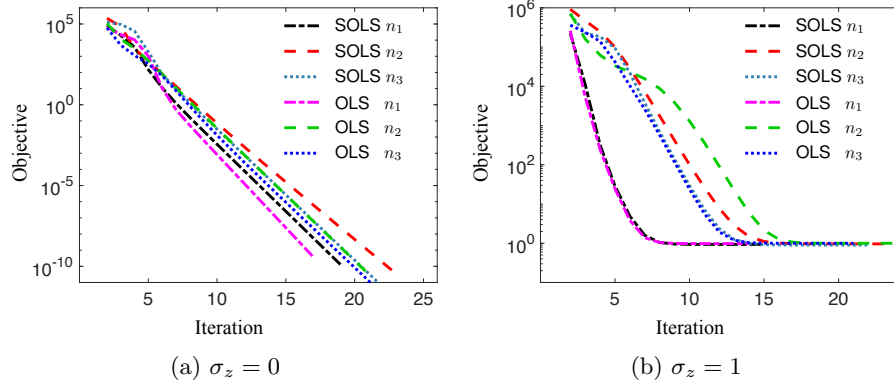 10^5
10^0
10^{-5}
10^{-10}
Objective
5
10
15
20
25
Iteration
SOLS n_1
SOLS n_2
SOLS n_3
OLS n_1
OLS n_2
OLS n_3
(a) σ_z = 0
10^6
10^4
10^2
10^0
Objective
5
10
15
20
Iteration
SOLS n_1
SOLS n_2
SOLS n_3
OLS n_1
OLS n_2
OLS n_3
(b) σ_z = 1